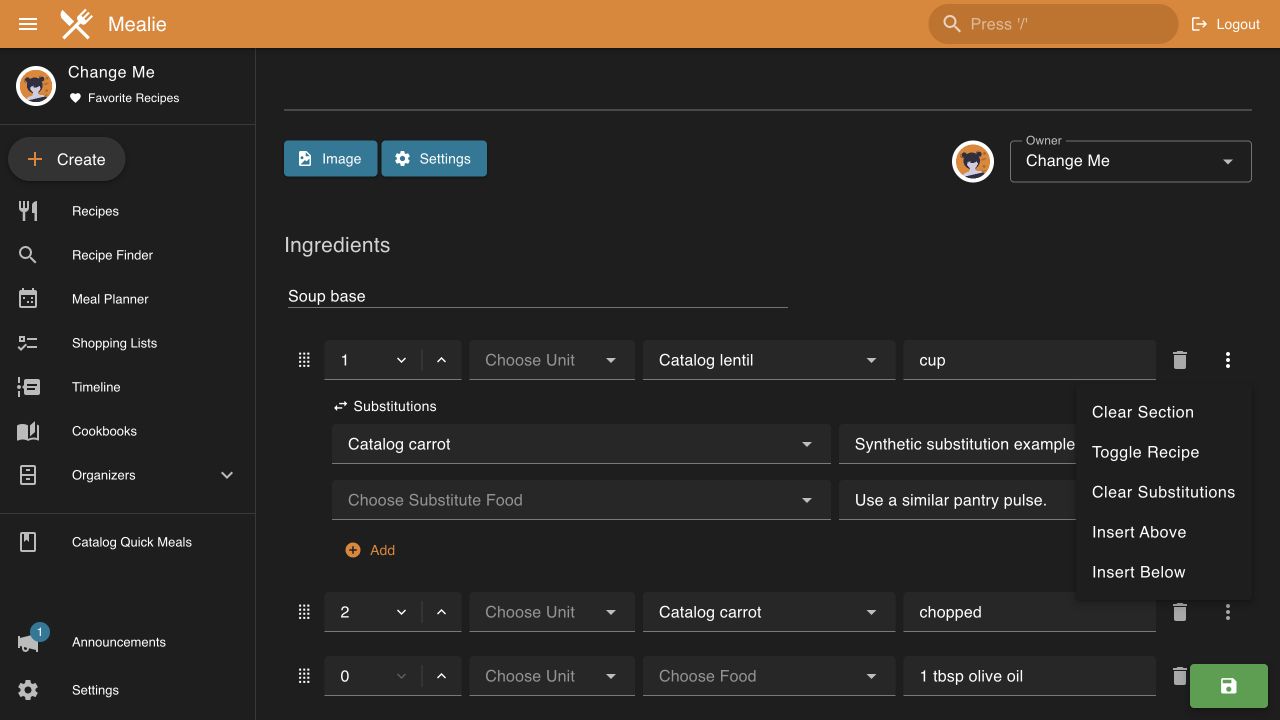 Mealie
Press '/'
Logout
Change Me
Favorite Recipes
Create
Recipes
Recipe Finder
Meal Planner
Shopping Lists
Timeline
Cookbooks
Organizers
Catalog Quick Meals
1
Announcements
Settings
Image
Settings
Owner
Change Me
Ingredients
Soup base
1 Choose Unit Catalog lentil cup
Substitutions
Catalog carrot Synthetic substitution example
Choose Substitute Food Use a similar pantry pulse.
Add
Clear Section
Toggle Recipe
Clear Substitutions
Insert Above
Insert Below
2 Choose Unit Catalog carrot chopped
0 Choose Unit Choose Food 1 tbsp olive oil